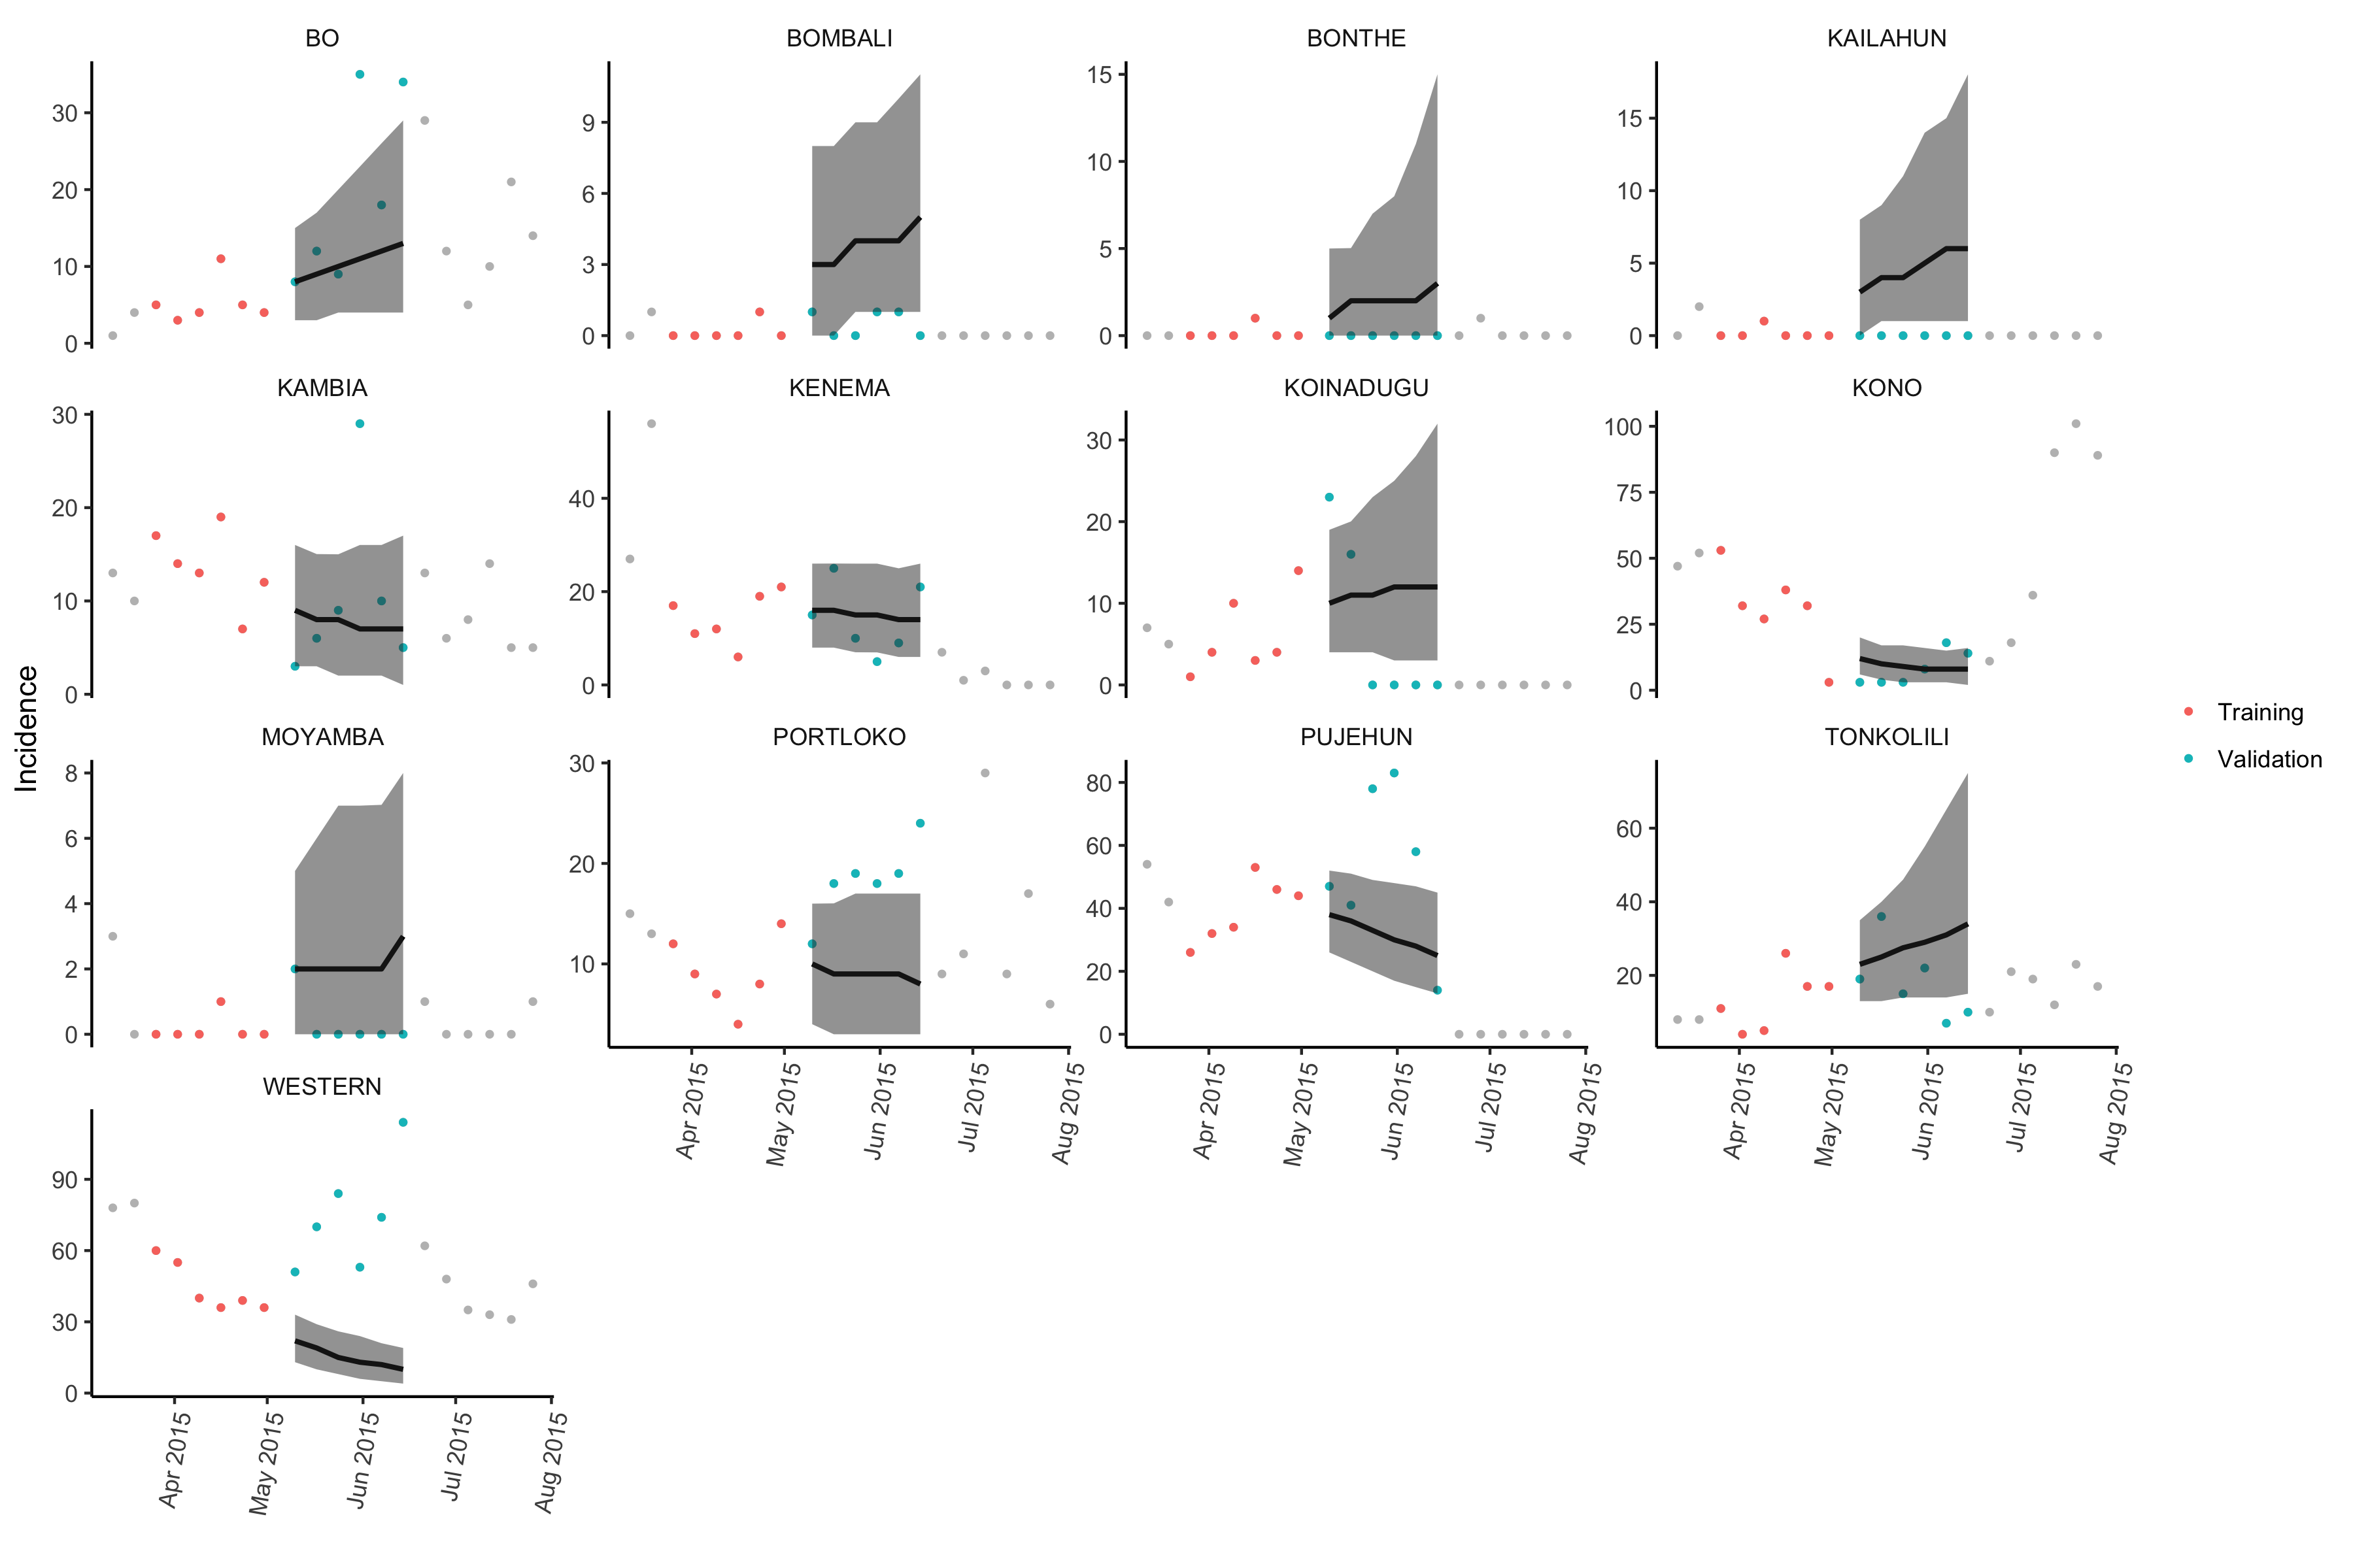 BO
BOMBALI
BONTHE
KAILAHUN
30
20
10
0
9
6
3
0
15
10
5
0
15
10
5
0
KAMBIA
KENEMA
KOINADUGU
KONO
30
20
10
0
40
20
0
30
20
10
0
100
75
50
25
0
Incidence
MOYAMBA
PORTLOKO
PUJEHUN
TONKOLILI
8
6
4
2
0
30
20
10
80
60
40
20
0
60
40
20
Training
Validation
Apr 2015
May 2015
Jun 2015
Jul 2015
Aug 2015
Apr 2015
May 2015
Jun 2015
Jul 2015
Aug 2015
Apr 2015
May 2015
Jun 2015
Jul 2015
Aug 2015
WESTERN
90
60
30
0
Apr 2015
May 2015
Jun 2015
Jul 2015
Aug 2015